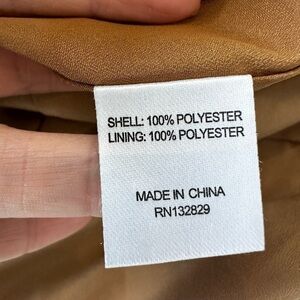 SHELL: 100% POLYESTER
LINING: 100% POLYESTER
MADE IN CHINA
RN132829